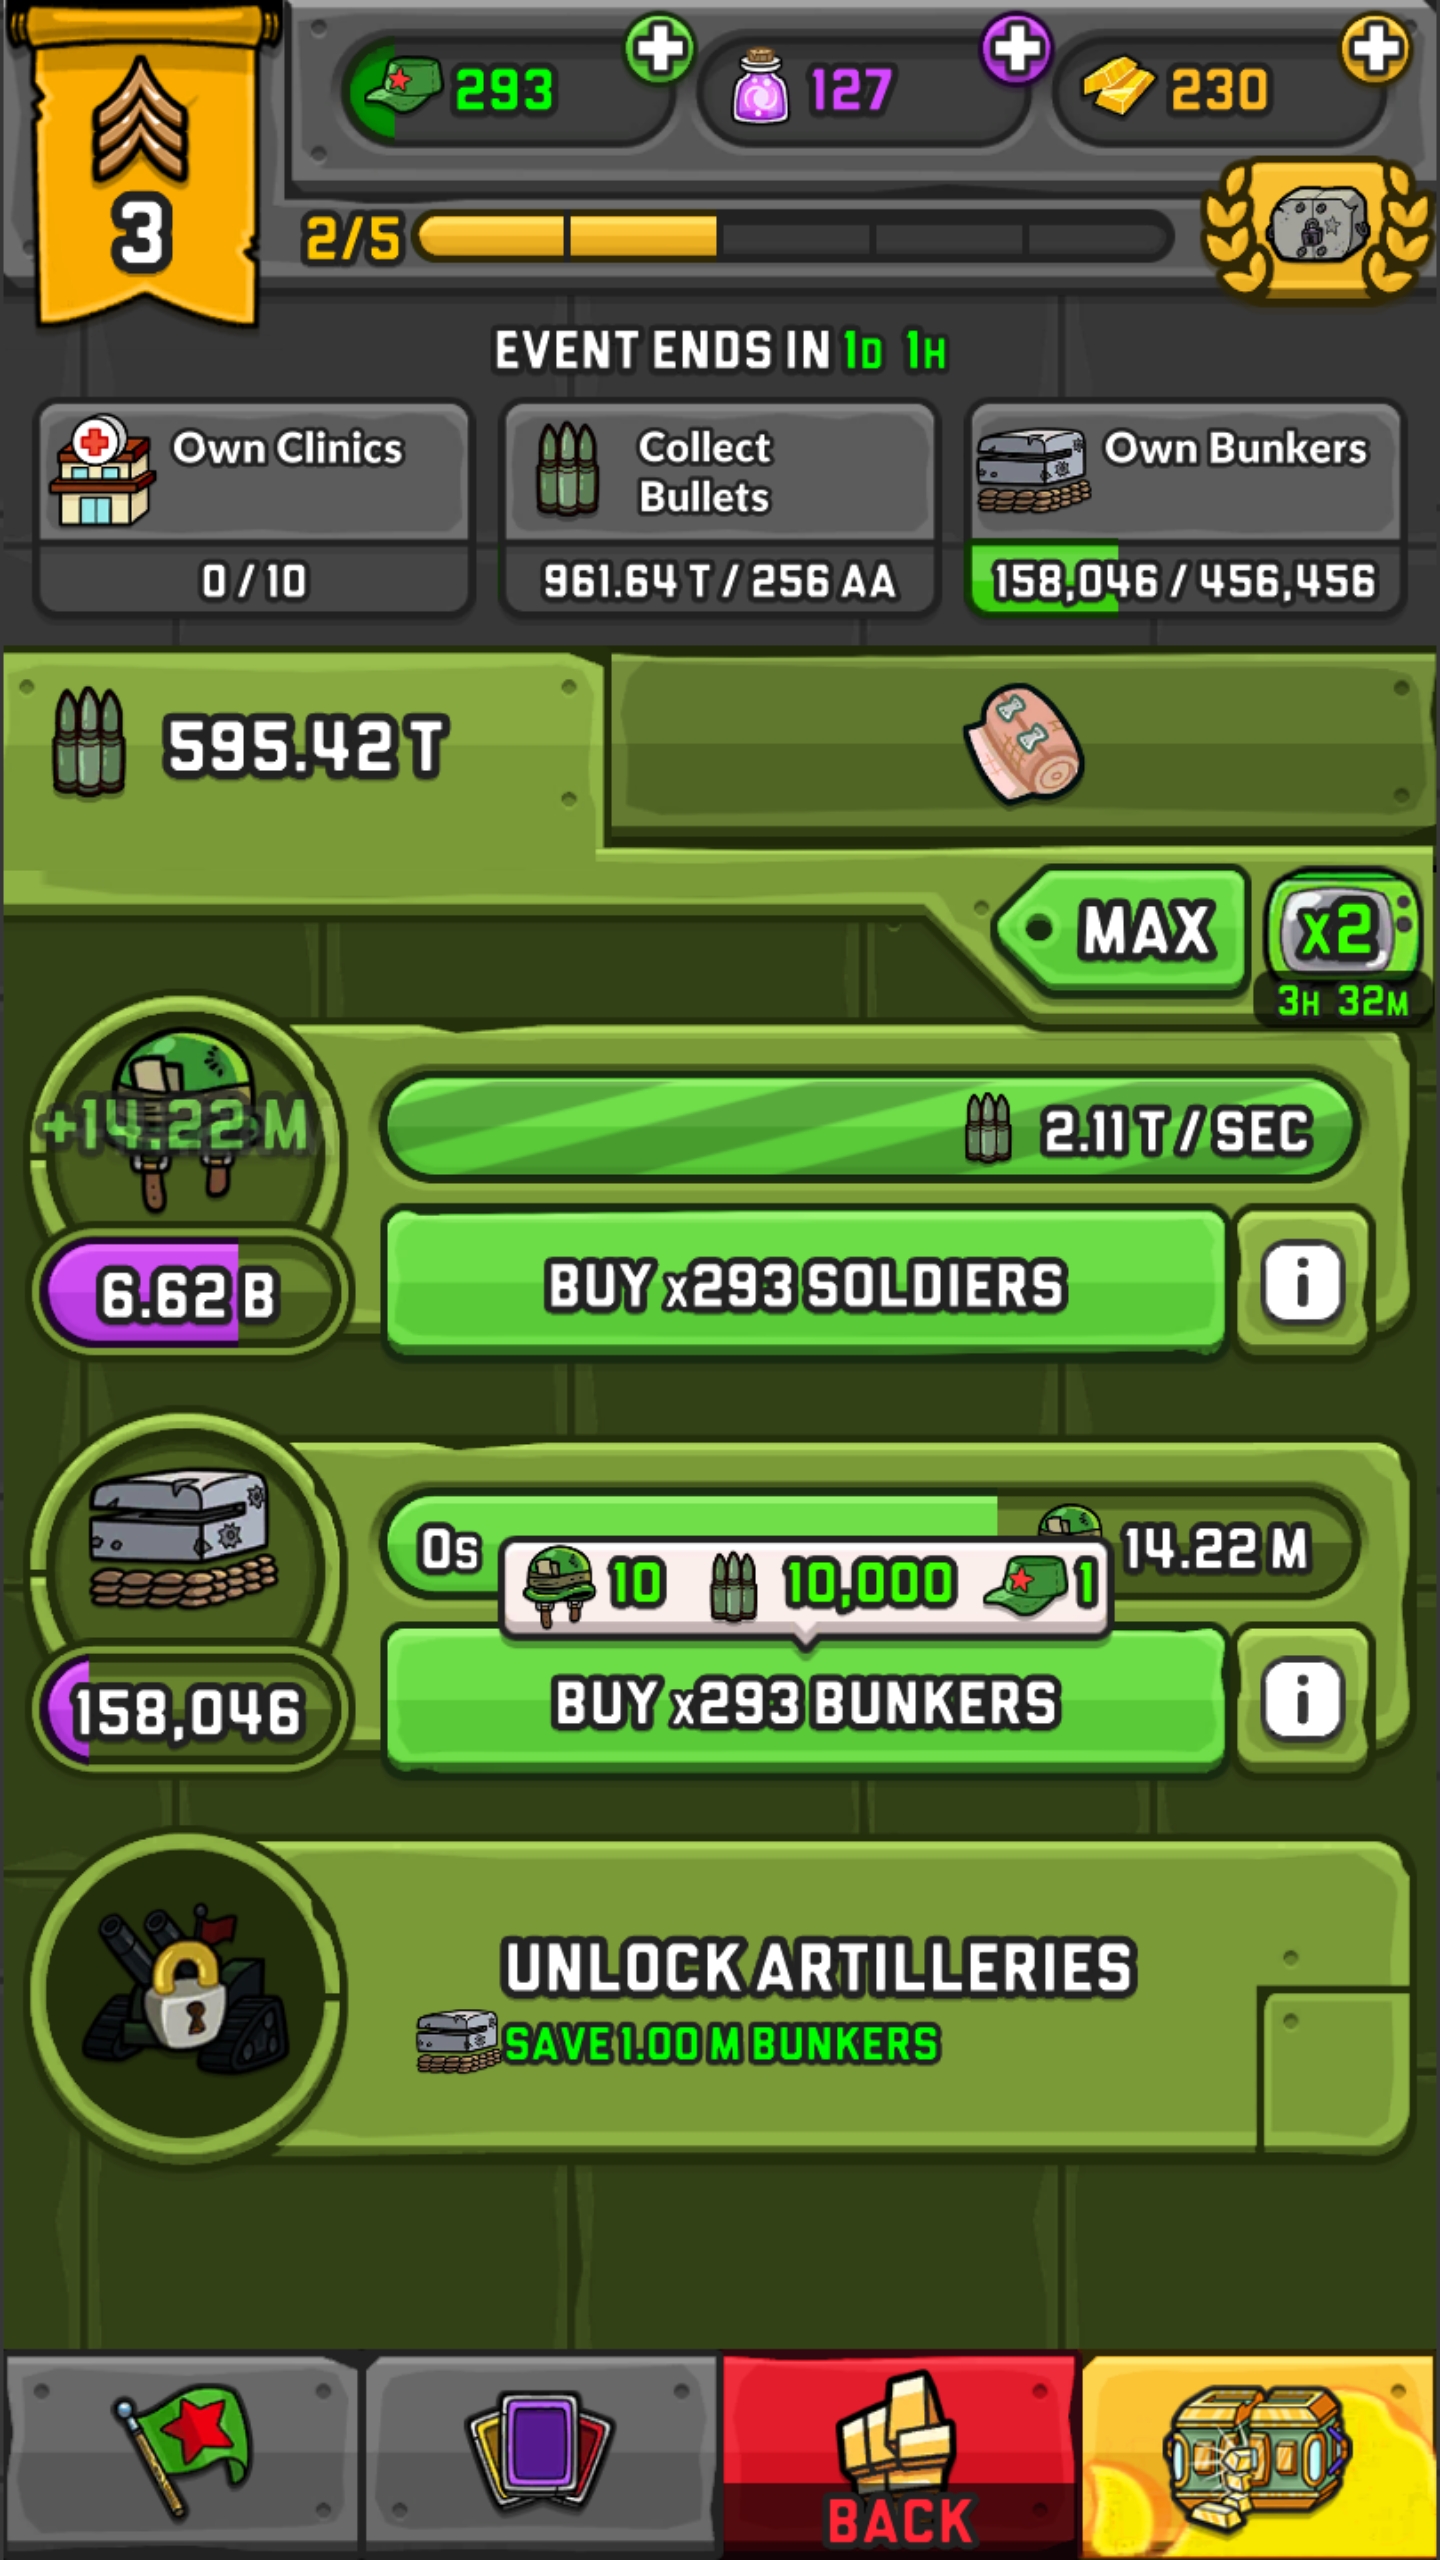 293
127
230
3
2/5
EVENT ENDS IN 1D 1H
Own Clinics
0 / 10
Collect
Bullets
961.64 T / 256 AA
Own Bunkers
158,046 / 456,456
595.42 T
MAX
x2
3H 32M
+14.22 M
2.11 T / SEC
6.62 B
BUY x293 SOLDIERS
i
0s
14.22 M
10
10,000
1
158,046
BUY x293 BUNKERS
i
UNLOCK ARTILLERIES
SAVE 1.00 M BUNKERS
BACK